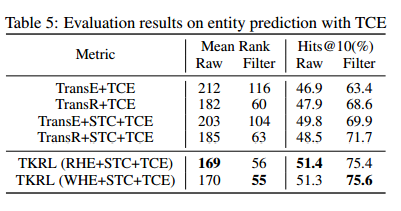 Table 5: Evaluation results on entity prediction with TCE
Metric Mean Rank Hits@10(%)
Raw Filter Raw Filter
TransE+TCE 212 116 46.9 63.4
TransR+TCE 182 60 47.9 68.6
TransE+STC+TCE 203 104 49.8 69.9
TransR+STC+TCE 185 63 48.5 71.7
TKRL (RHE+STC+TCE) 169 56 51.4 75.4
TKRL (WHE+STC+TCE) 170 55 51.3 75.6